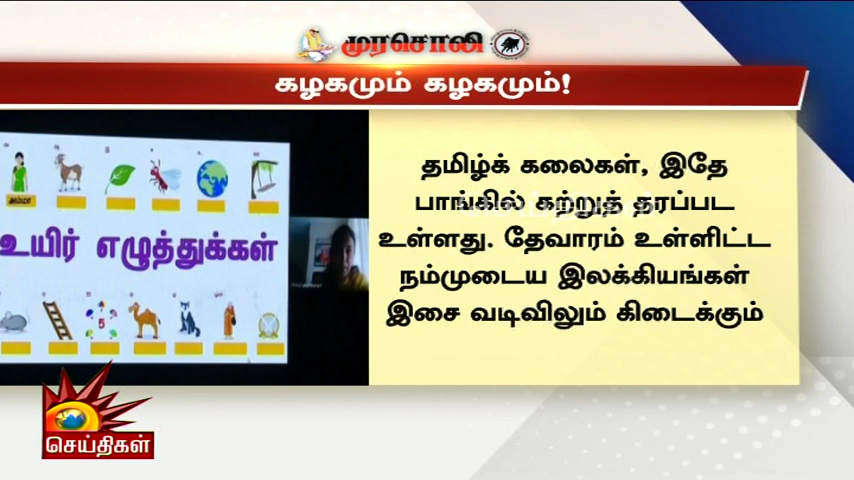 முரசொலி
கழகமும் கழகமும்!
தமிழ்க் கலைகள், இதே
பாங்கில் கற்றுத் தரப்பட
உள்ளது. தேவாரம் உள்ளிட்ட
நம்முடைய இலக்கியங்கள்
இசை வடிவிலும் கிடைக்கும்
அம்மா
உயிர் எழுத்துக்கள்
5
செய்திகள்